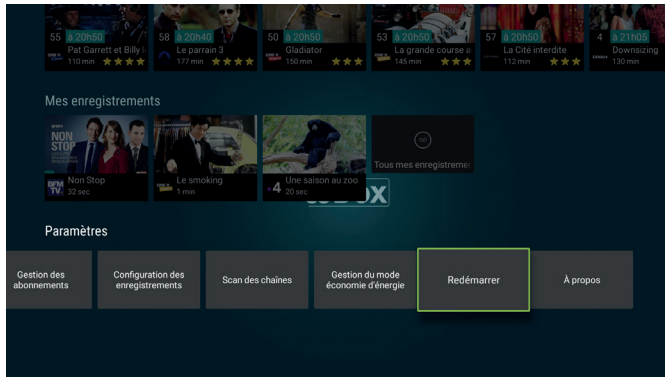 55 à 20h50 58 à 20h40 50 à 20h50 53 à 20h50 57 à 20h50 4 à 21h05
Pat Garrett et Billy Le parrain 3 Gladiator La grande course a La Cité interdite Downsizing
110 min 177 min 150 min 145 min 112 min 130 min
Mes enregistrements
NON
STOP
Tous mes enregistreme
BFM
TV. Non Stop Le smoking 4 Une saison au zoo
32 sec 1 min 20 sec
Paramètres
Gestion des
abonnements
Configuration des
enregistrements
Scan des chaînes
Gestion du mode
économie d'énergie
Redémarrer
À propos